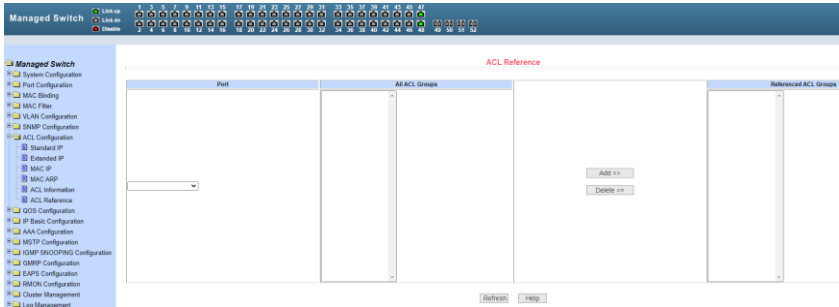 Managed Switch
Link up
Link dn
Disable
1 3 5 7 9 11 13 15 17 19 21 23 25 27 29 31 33 35 37 39 41 43 45 47
2 4 6 8 10 12 14 16 18 20 22 24 26 28 30 32 34 36 38 40 42 44 46 48 49 50 51 52
Managed Switch
System Configuration
Port Configuration
MAC Binding
MAC Filter
VLAN Configuration
SNMP Configuration
ACL Configuration
Standard IP
Extended IP
MAC IP
MAC ARP
ACL Information
ACL Reference
QOS Configuration
IP Basic Configuration
AAA Configuration
MSTP Configuration
IGMP SNOOPING Configuration
GMRP Configuration
EAPS Configuration
RMON Configuration
Cluster Management
Log Management
ACL Reference
Port All ACL Groups Referenced ACL Groups
Add =>
Delete <=
Refresh Help